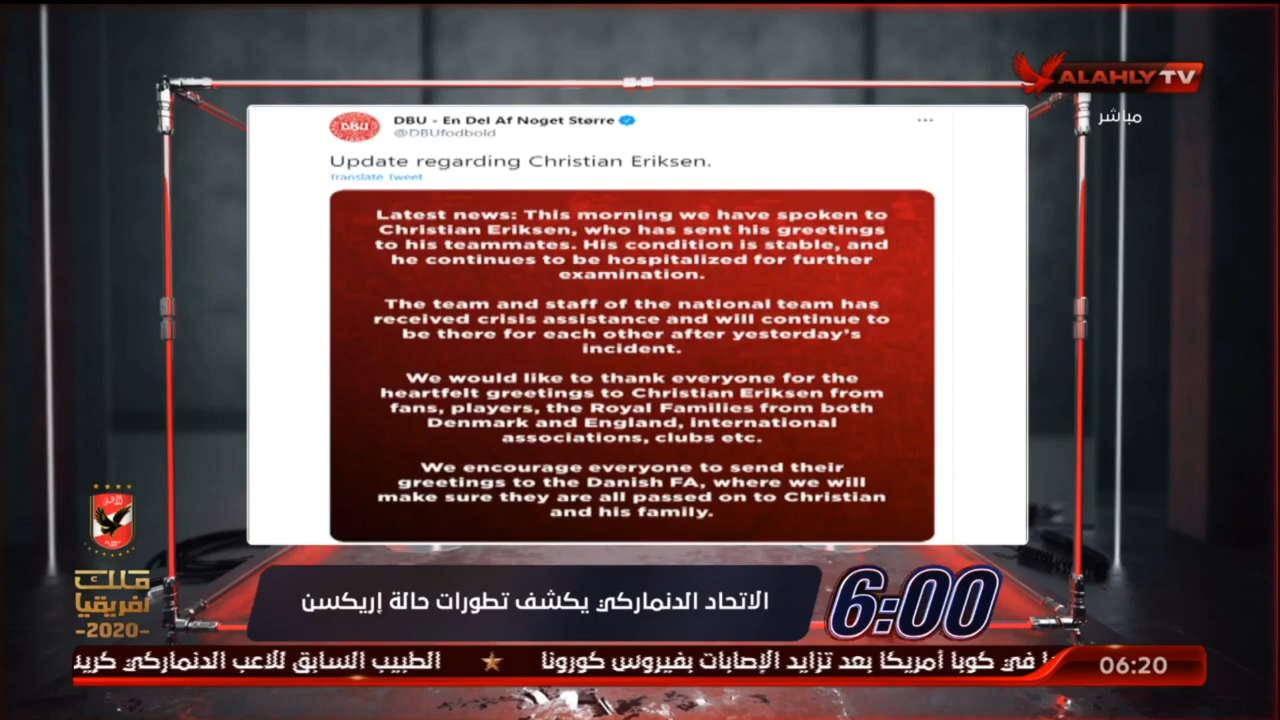 ALAHLY TV
مباشر
DBU - En Del Af Noget Større
@DBUfodbold
Update regarding Christian Eriksen.
Translate Tweet
Latest news: This morning we have spoken to
Christian Eriksen, who has sent his greetings
to his teammates. His condition is stable, and
he continues to be hospitalized for further
examination.
The team and staff of the national team has
received crisis assistance and will continue to
be there for each other after yesterday's
incident.
We would like to thank everyone for the
heartfelt greetings to Christian Eriksen from
fans, players, the Royal Families from both
Denmark and England, international
associations, clubs etc.
We encourage everyone to send their
greetings to the Danish FA, where we will
make sure they are all passed on to Christian
and his family.
ملك
أفريقيا
-2020-
6:00
الاتحاد الدنماركي يكشف تطورات حالة إريكسن
في كوبا أمريكا بعد تزايد الإصابات بفيروس كورونا
الطبيب السابق للاعب الدنماركي
06:20